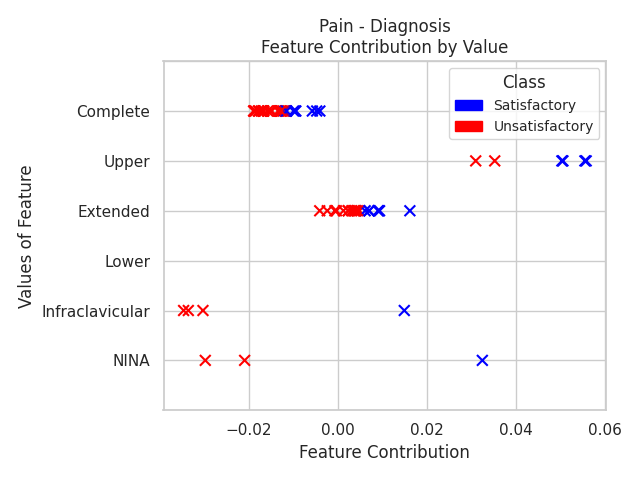 Pain - Diagnosis
Feature Contribution by Value
Class
Satisfactory
Unsatisfactory
Values of Feature
Complete
Upper
Extended
Lower
Infraclavicular
NINA
−0.02 0.00 0.02 0.04 0.06
Feature Contribution